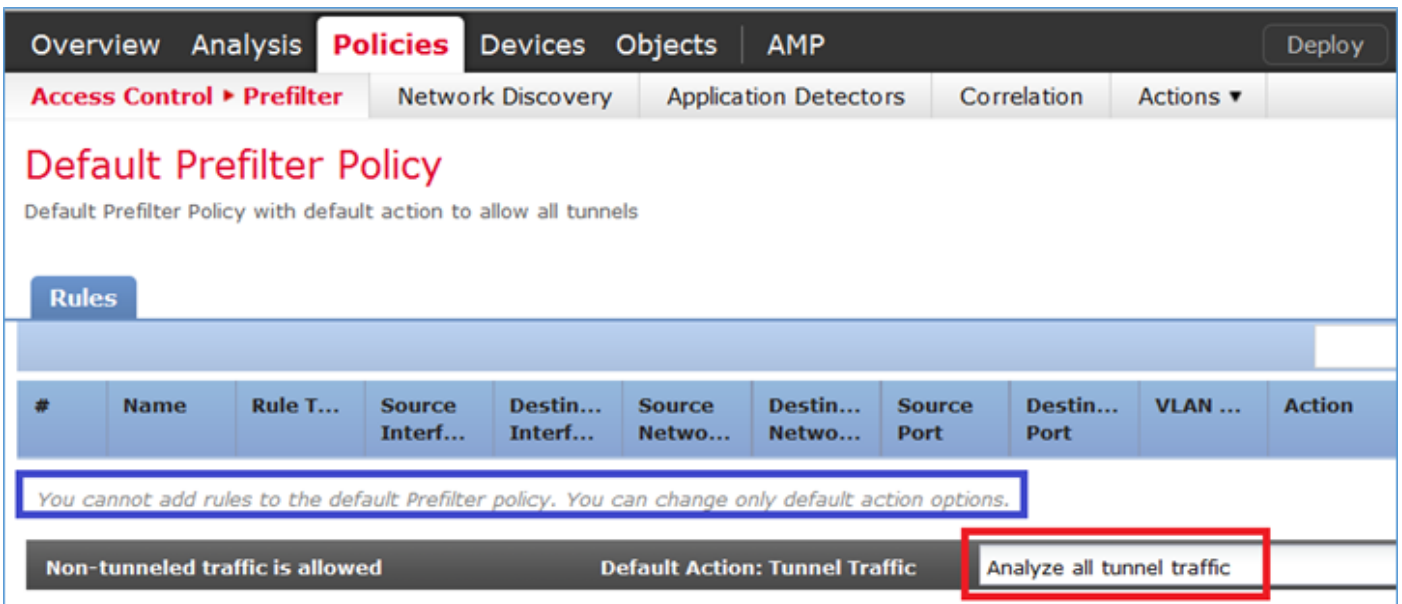 Overview Analysis Policies Devices Objects AMP Deploy
Access Control ▸ Prefilter Network Discovery Application Detectors Correlation Actions ▼
Default Prefilter Policy
Default Prefilter Policy with default action to allow all tunnels
Rules
# Name Rule T... Source Interf... Destin... Interf... Source Netwo... Destin... Netwo... Source Port Destin... Port VLAN ... Action
You cannot add rules to the default Prefilter policy. You can change only default action options.
Non-tunneled traffic is allowed Default Action: Tunnel Traffic Analyze all tunnel traffic